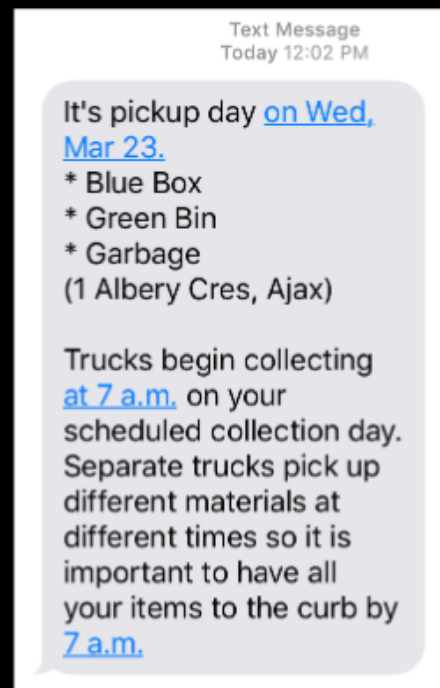 Text Message
Today 12:02 PM
It's pickup day on Wed,
Mar 23.
* Blue Box
* Green Bin
* Garbage
(1 Albery Cres, Ajax)
Trucks begin collecting
at 7 a.m. on your
scheduled collection day.
Separate trucks pick up
different materials at
different times so it is
important to have all
your items to the curb by
7 a.m.